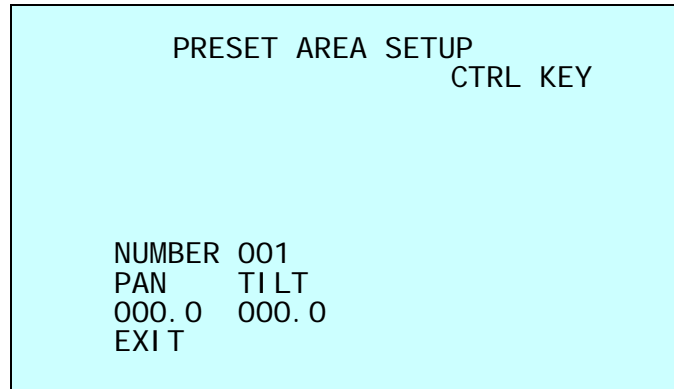 PRESET AREA SETUP
CTRL KEY
NUMBER 001
PAN TILT
000.0 000.0
EXIT